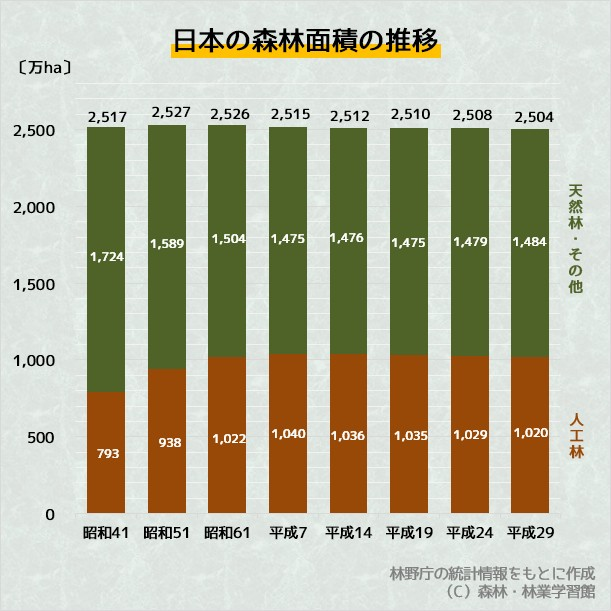 日本の森林面積の推移
〔万ha〕
2,517 2,527 2,526 2,515 2,512 2,510 2,508 2,504
2,500
2,000
1,500
1,000
500
0
1,724 1,589 1,504 1,475 1,476 1,475 1,479 1,484
793 938 1,022 1,040 1,036 1,035 1,029 1,020
天然林・その他
人工林
昭和41 昭和51 昭和61 平成7 平成14 平成19 平成24 平成29
林野庁の統計情報をもとに作成
（C）森林・林業学習館